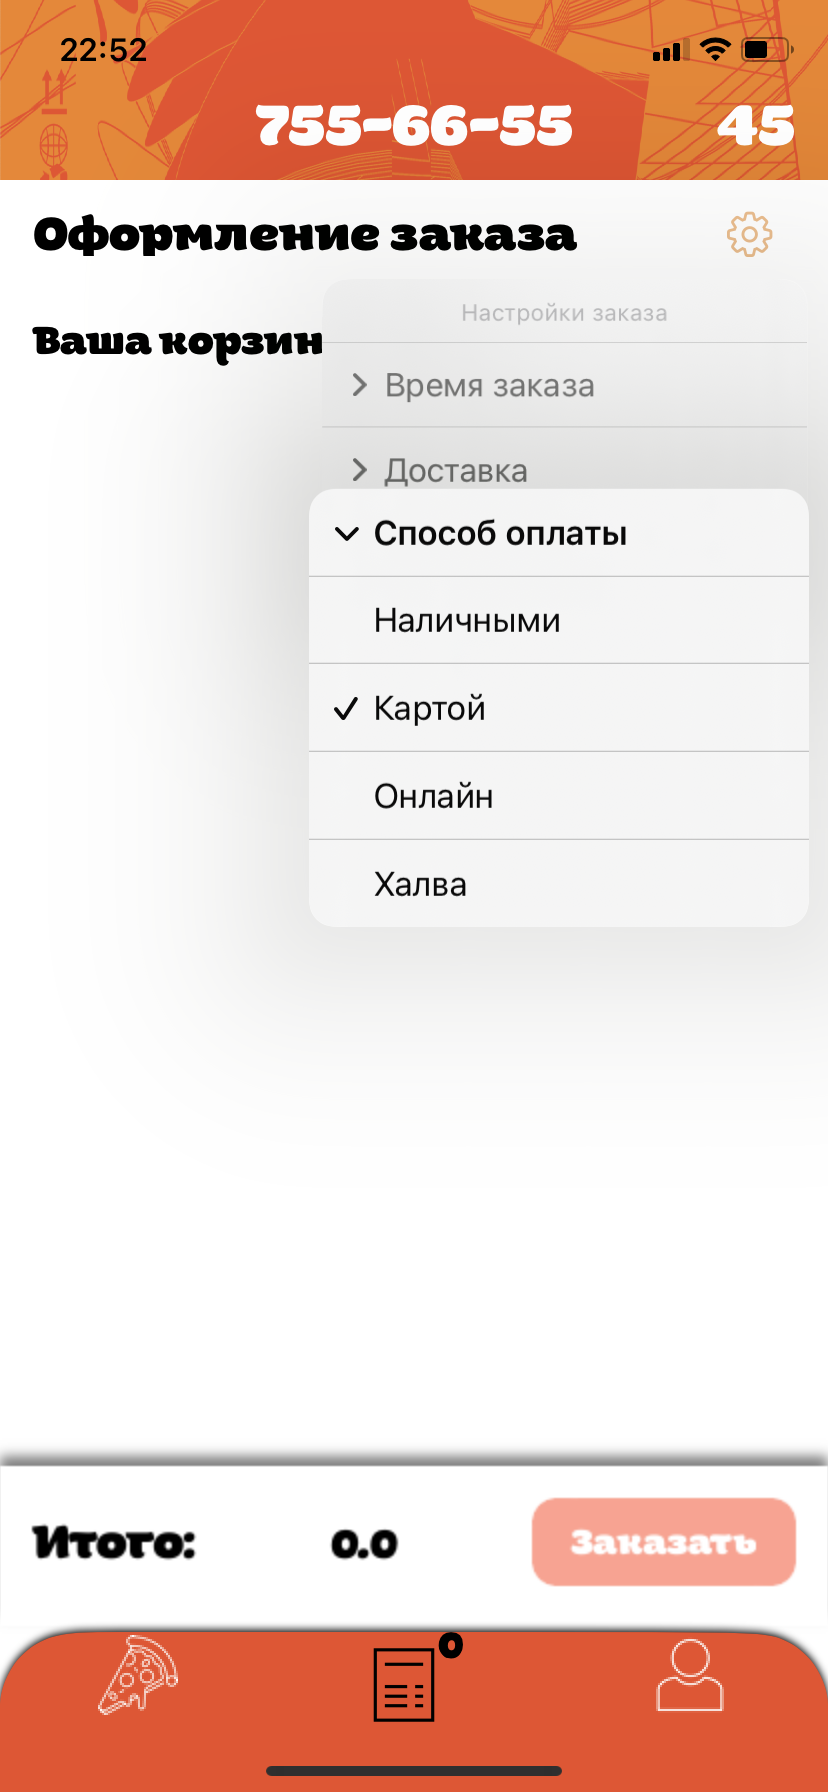 22:52
755-66-55 45
Оформление заказа
Настройки заказа
Ваша корзин
Время заказа
Доставка
Способ оплаты
Наличными
Картой
Онлайн
Халва
Итого: 0.0 Заказать
0